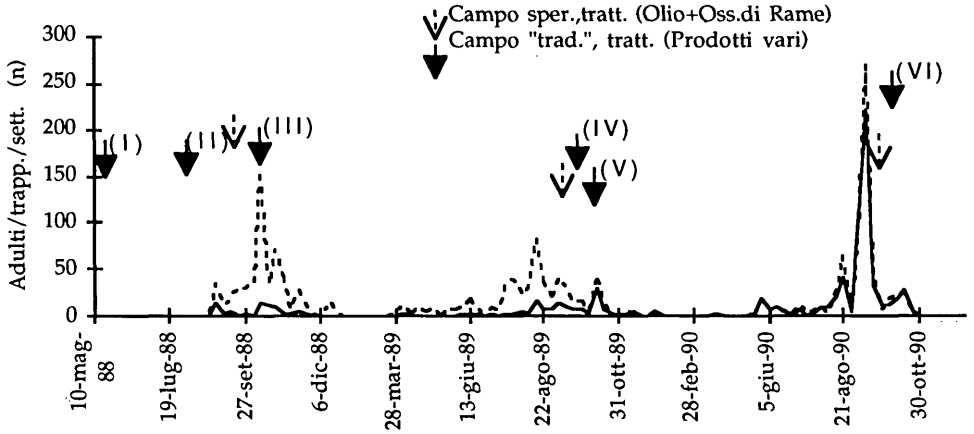 Campo sper.,tratt. (Olio+Oss.di Rame)
Campo "trad.", tratt. (Prodotti vari)
Adulti/trapp./sett. (n)
300
250
200
150
100
50
0
(I)
(II)
(III)
(IV)
(V)
(VI)
10-mag-
88
19-lug-88
27-set-88
6-dic-88
28-mar-89
13-giu-89
22-ago-89
31-ott-89
28-feb-90
5-giu-90
21-ago-90
30-ott-90